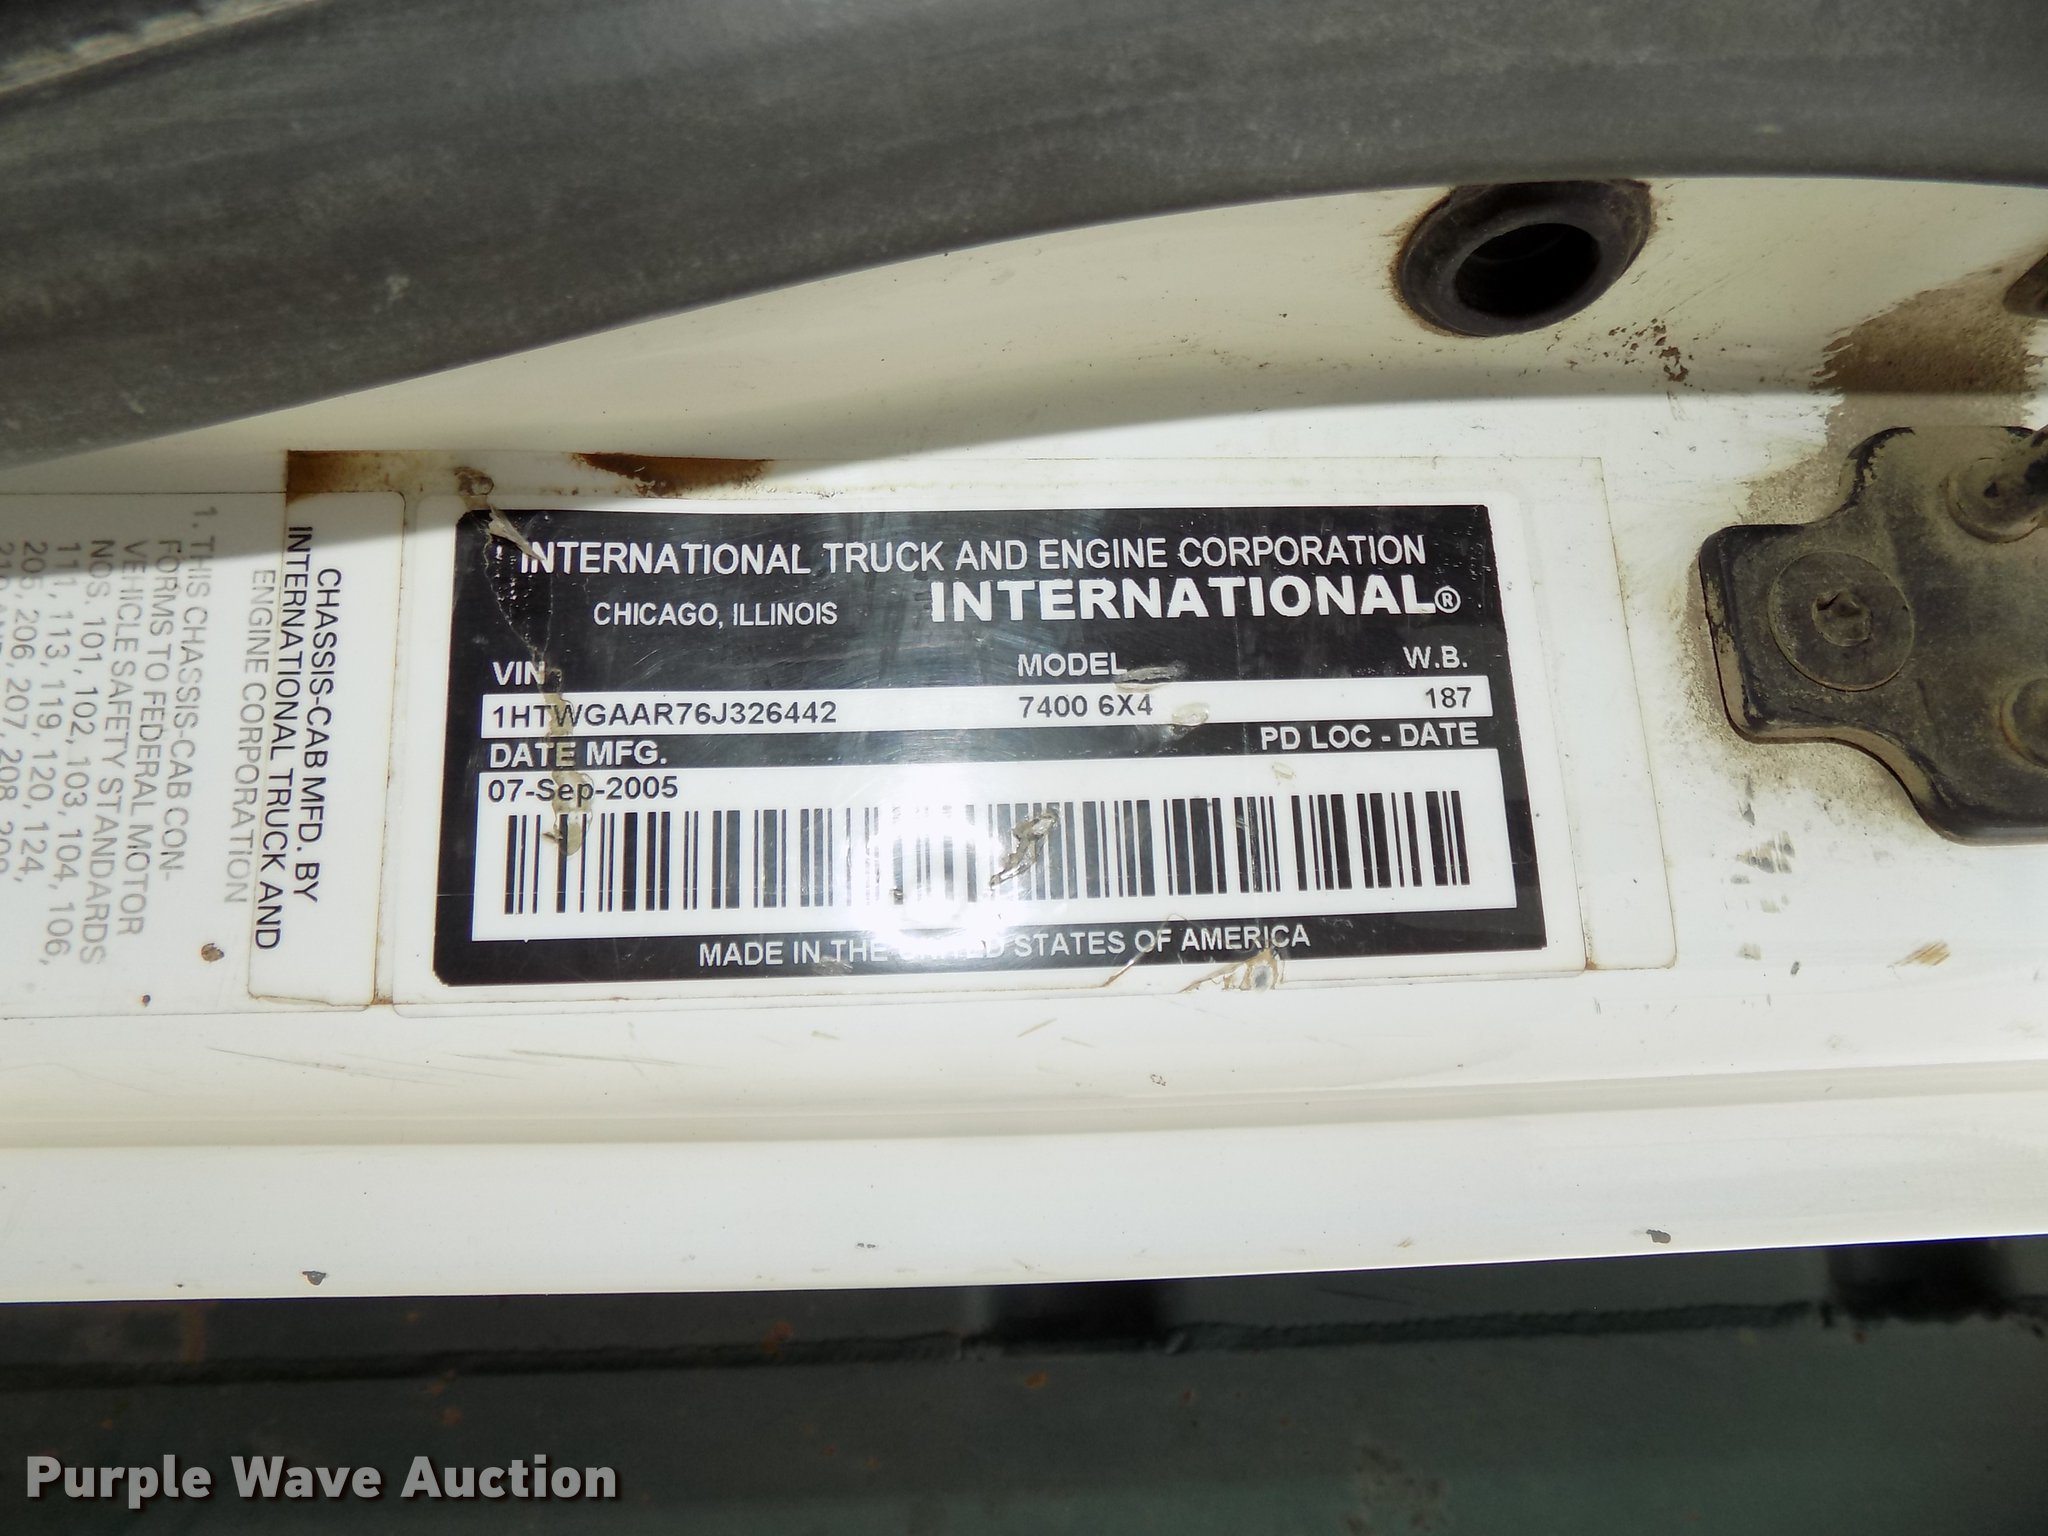 INTERNATIONAL TRUCK AND ENGINE CORPORATION
CHICAGO, ILLINOIS
INTERNATIONAL®
VIN MODEL W.B.
1HTWGAAR76J326442 7400 6X4 187
DATE MFG. PD LOC - DATE
07-Sep-2005
MADE IN THE UNITED STATES OF AMERICA
CHASSIS-CAB MFD. BY
INTERNATIONAL TRUCK AND
ENGINE CORPORATION
1. THIS CHASSIS-CAB CON-
FORMS TO FEDERAL MOTOR
VEHICLE SAFETY STANDARDS
NOS. 101, 102, 103, 104, 106,
111, 113, 119, 120, 124,
205, 206, 207, 208, 209,
Purple Wave Auction